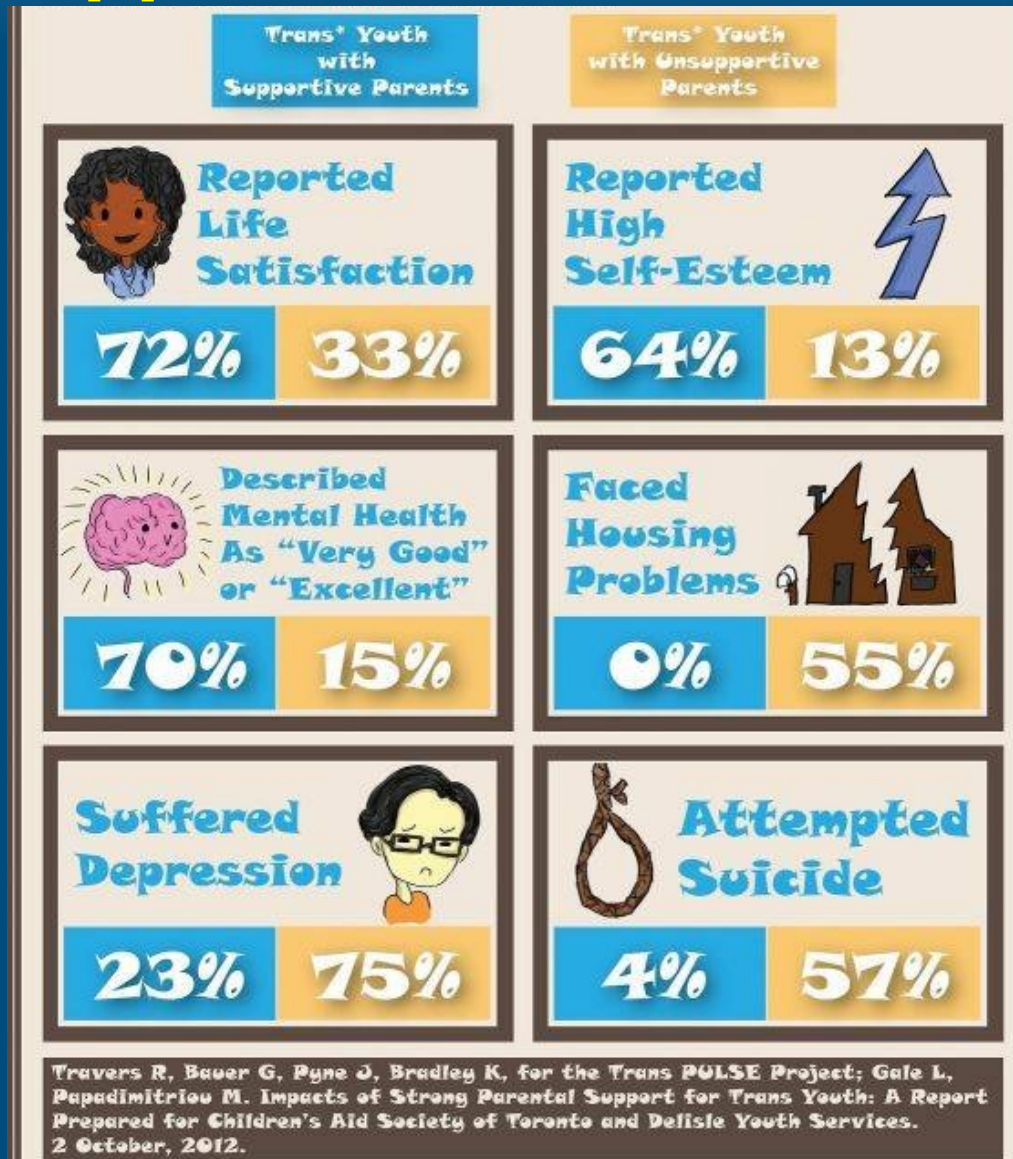 Trans* Youth
with
Supportive Parents
Trans* Youth
with Unsupportive
Parents
Reported
Life
Satisfaction
72% 33%
Reported
High
Self-Esteem
64% 13%
Described
Mental Health
As “Very Good”
or “Excellent”
70% 15%
Faced
Housing
Problems
0% 55%
Suffered
Depression
23% 75%
Attempted
Suicide
4% 57%
Travers R, Bauer G, Pyne J, Bradley K, for the Trans PULSE Project; Gale L,
Papadimitriou M. Impacts of Strong Parental Support for Trans Youth: A Report
Prepared for Children's Aid Society of Toronto and Delisle Youth Services.
2 October, 2012.